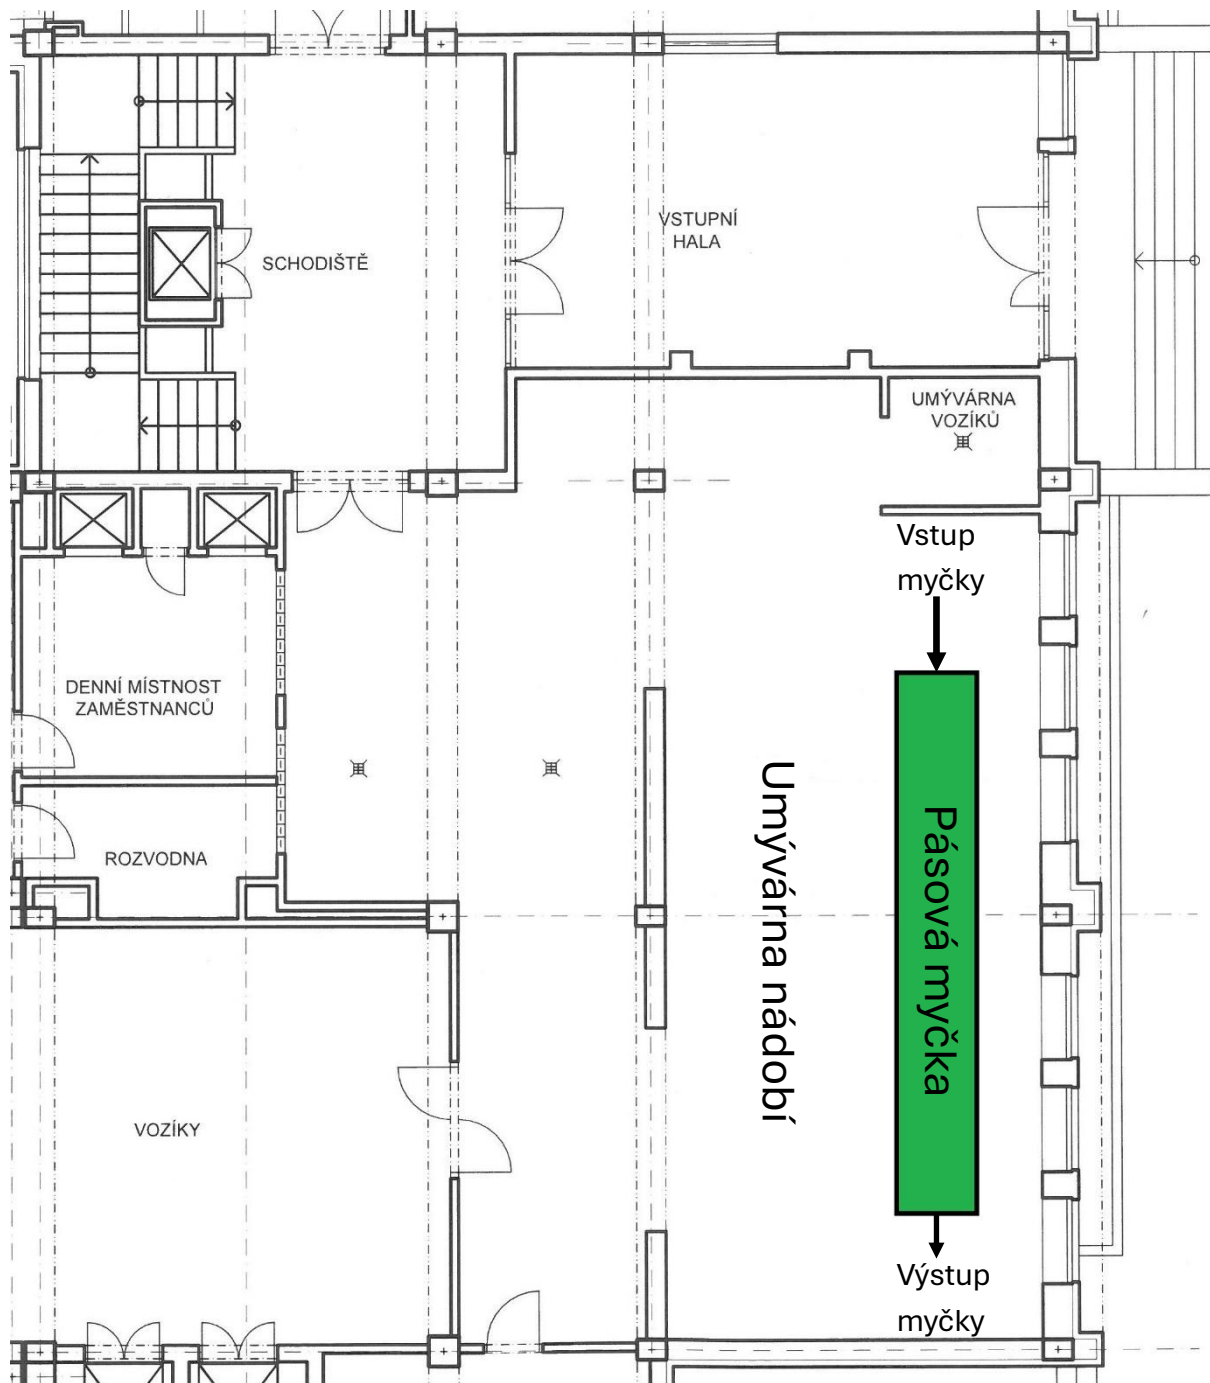 VSTUPNÍ
HALA
SCHODIŠTĚ
UMÝVÁRNA
VOZÍKŮ
Vstup
myčky
DENNÍ MÍSTNOST
ZAMĚSTNANCŮ
Umývárna nádobí
Pásová myčka
ROZVODNA
VOZÍKY
Výstup
myčky